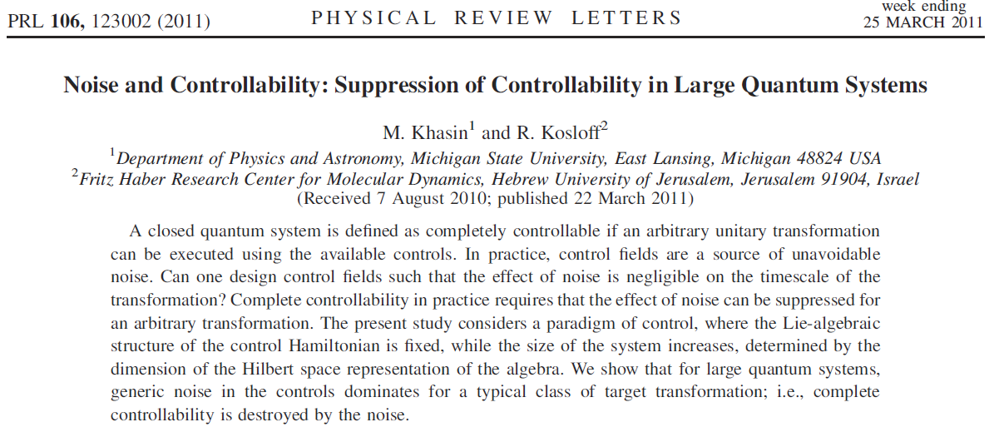 PRL 106, 123002 (2011)
PHYSICAL REVIEW LETTERS
week ending
25 MARCH 2011
Noise and Controllability: Suppression of Controllability in Large Quantum Systems
M. Khasin1 and R. Kosloff2
1Department of Physics and Astronomy, Michigan State University, East Lansing, Michigan 48824 USA
2Fritz Haber Research Center for Molecular Dynamics, Hebrew University of Jerusalem, Jerusalem 91904, Israel
(Received 7 August 2010; published 22 March 2011)
A closed quantum system is defined as completely controllable if an arbitrary unitary transformation
can be executed using the available controls. In practice, control fields are a source of unavoidable
noise. Can one design control fields such that the effect of noise is negligible on the timescale of the
transformation? Complete controllability in practice requires that the effect of noise can be suppressed for
an arbitrary transformation. The present study considers a paradigm of control, where the Lie-algebraic
structure of the control Hamiltonian is fixed, while the size of the system increases, determined by the
dimension of the Hilbert space representation of the algebra. We show that for large quantum systems,
generic noise in the controls dominates for a typical class of target transformation; i.e., complete
controllability is destroyed by the noise.